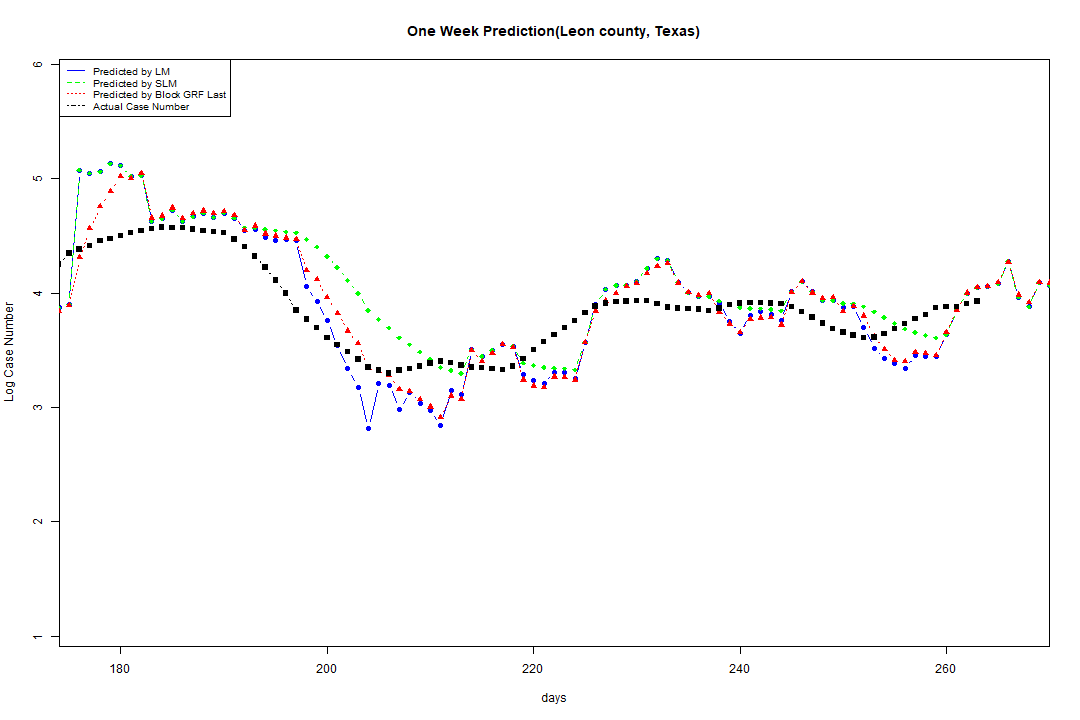 One Week Prediction(Leon county, Texas)
Predicted by LM
Predicted by SLM
Predicted by Block GRF Last
Actual Case Number
6
5
4
3
2
1
Log Case Number
180 200 220 240 260
days